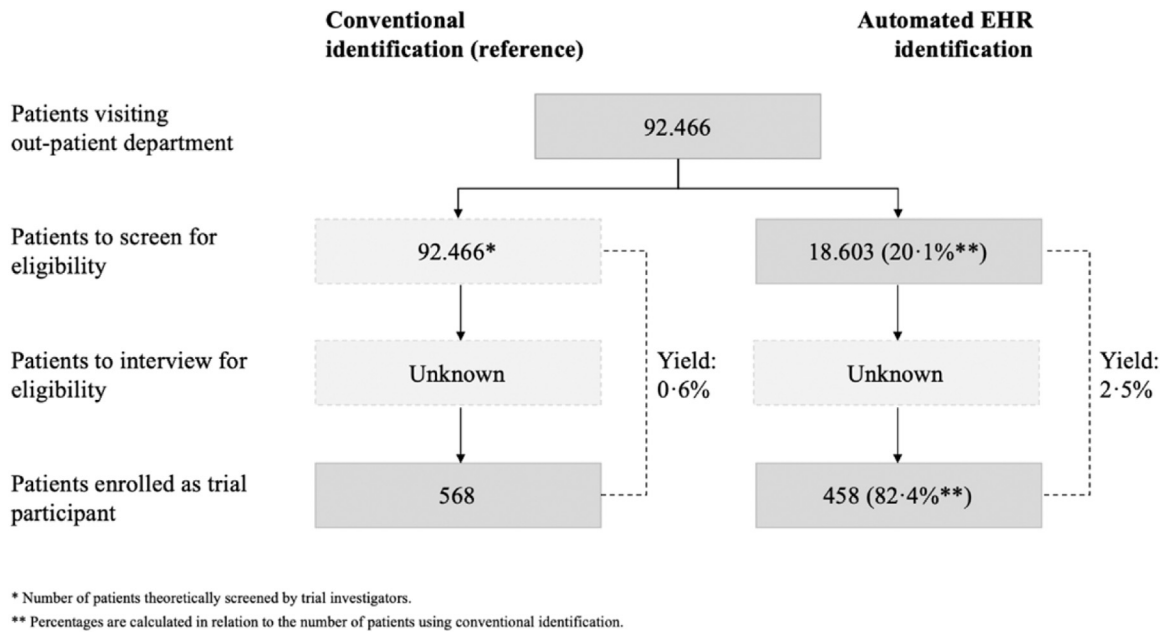 Conventional
identification (reference)
Automated EHR
identification
Patients visiting
out-patient department
92.466
Patients to screen for
eligibility
92.466*
18.603 (20·1%**)
Patients to interview for
eligibility
Unknown
Yield:
0·6%
Unknown
Yield:
2·5%
Patients enrolled as trial
participant
568
458 (82·4%**)
* Number of patients theoretically screened by trial investigators.
** Percentages are calculated in relation to the number of patients using conventional identification.